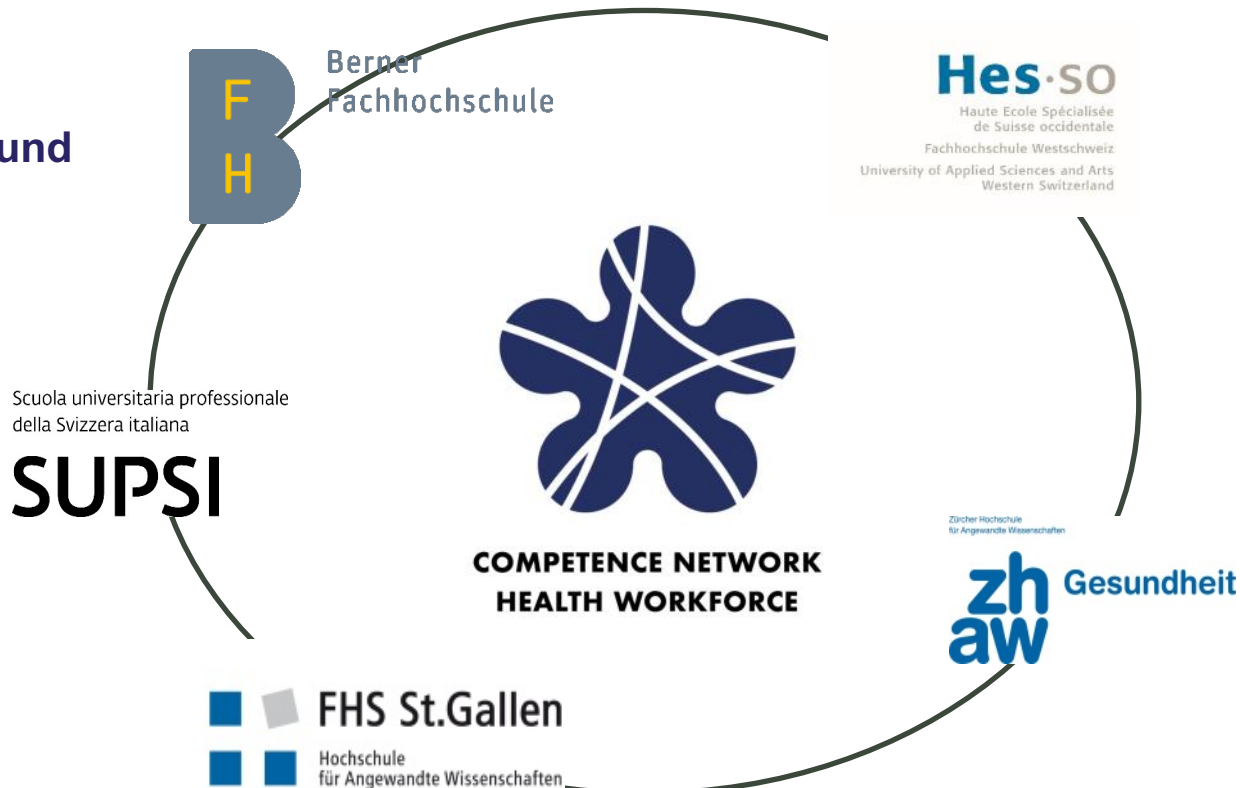 und
F
H
Berner
Fachhochschule
Hes·so
Haute Ecole Spécialisée
de Suisse occidentale
Fachhochschule Westschweiz
University of Applied Sciences and Arts
Western Switzerland
Scuola universitaria professionale
della Svizzera italiana
SUPSI
COMPETENCE NETWORK
HEALTH WORKFORCE
Zürcher Hochschule
für Angewandte Wissenschaften
zh
aw
Gesundheit
FHS St.Gallen
Hochschule
für Angewandte Wissenschaften